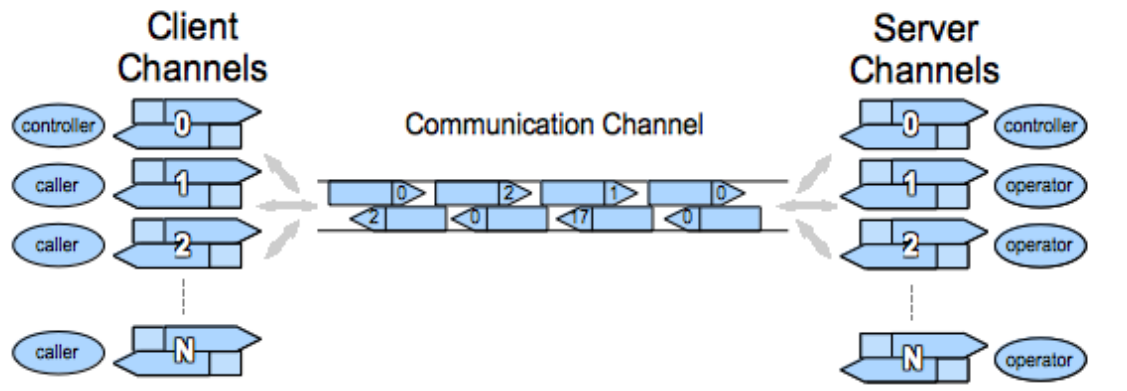 Client
Channels
Server
Channels
Communication Channel
controller
0
0
controller
caller
1
1
operator
0
2
1
0
2
0
17
0
caller
2
2
operator
caller
N
N
operator